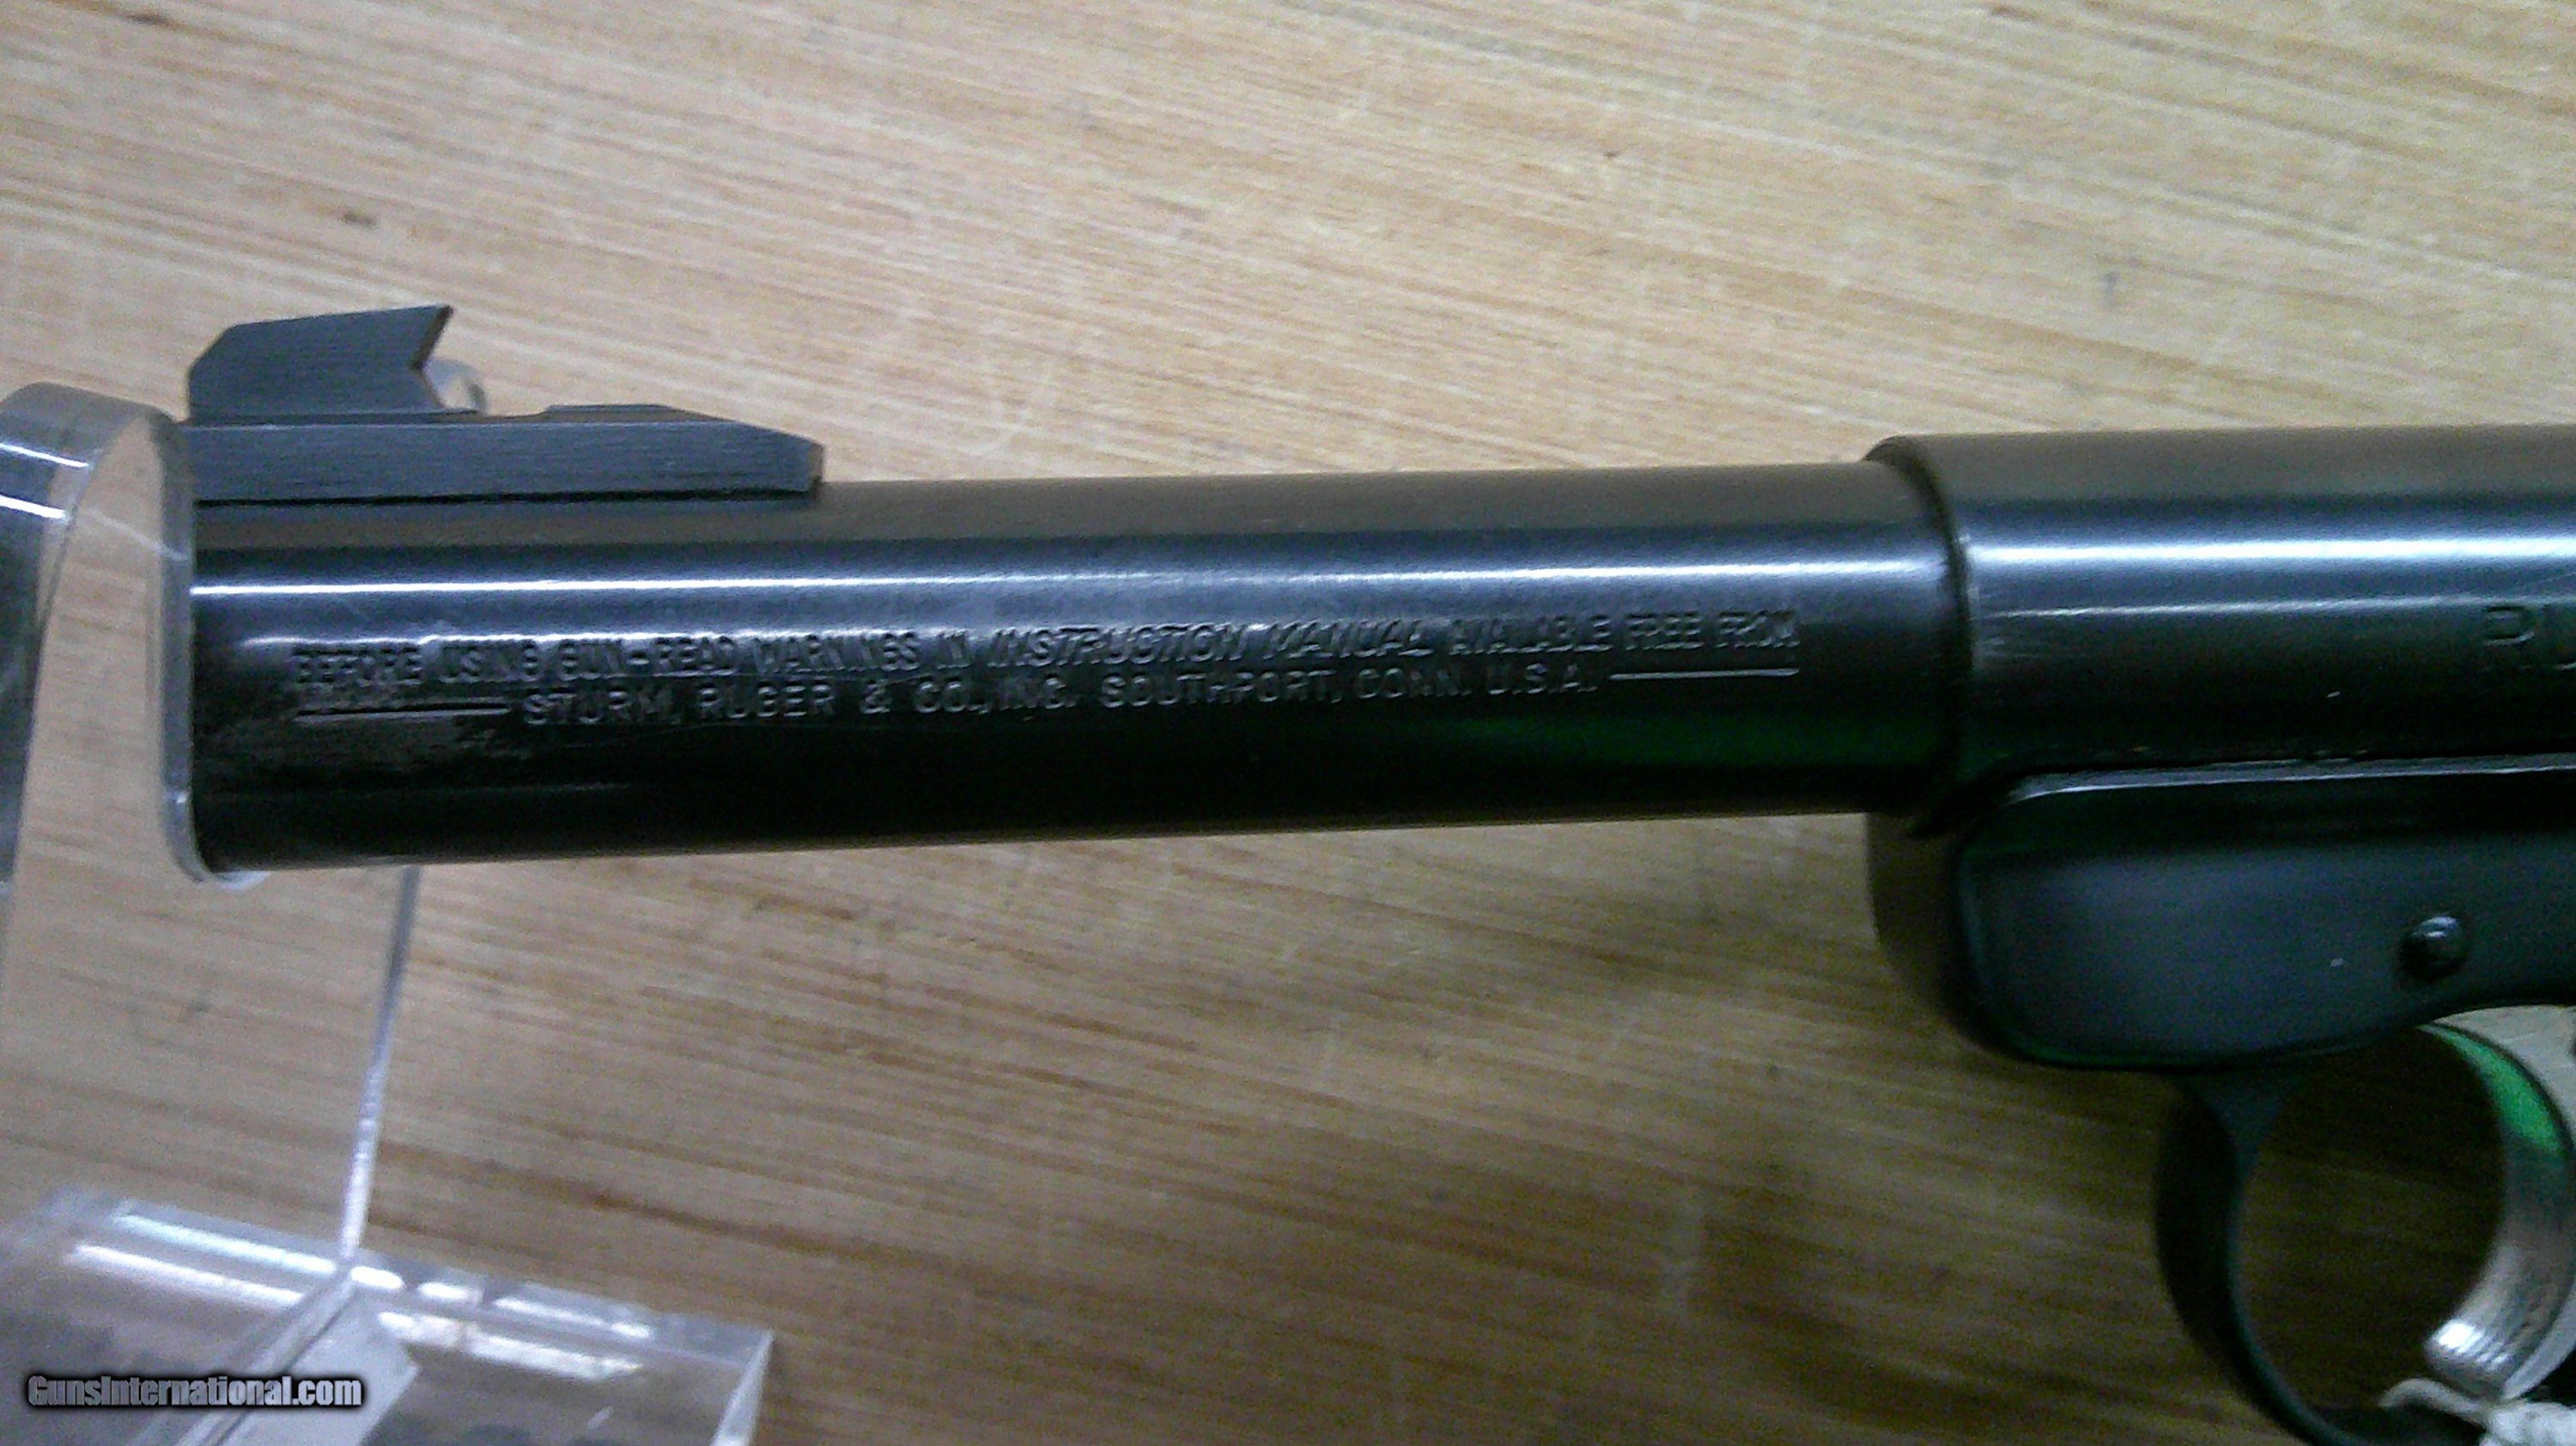 BEFORE USING GUN-READ WARNINGS IN INSTRUCTION MANUAL AVAILABLE FREE FROM
STURM, RUGER & CO., INC. SOUTHPORT, CONN. U.S.A.
GunsInternational.com